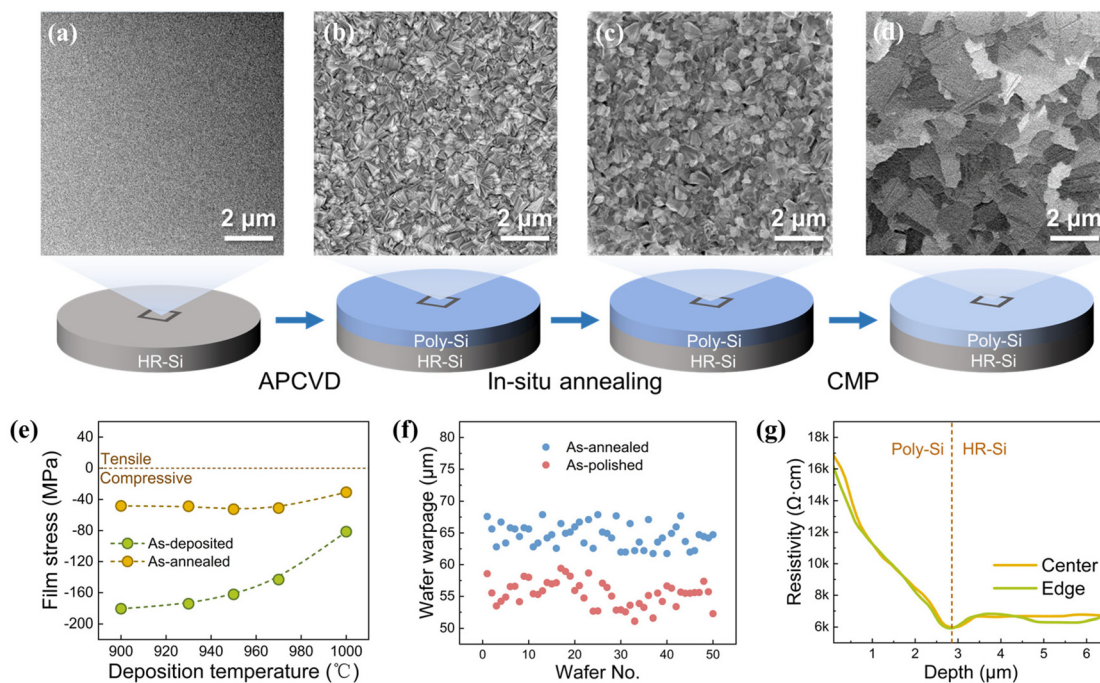 (a)
(b)
(c)
(d)
2 μm
2 μm
2 μm
2 μm
HR-Si
Poly-Si
HR-Si
Poly-Si
HR-Si
Poly-Si
HR-Si
APCVD
In-situ annealing
CMP
(e)
Film stress (MPa)
40
0
-40
-80
-120
-160
-200
Tensile
Compressive
As-deposited
As-annealed
900
920
940
960
980
1000
Deposition temperature (℃)
(f)
Wafer warpage (μm)
80
75
70
65
60
55
50
As-annealed
As-polished
0
10
20
30
40
50
Wafer No.
(g)
Resistivity (Ω·cm)
16k
14k
12k
10k
8k
6k
Poly-Si
HR-Si
Center
Edge
1
2
3
4
5
6
Depth (μm)